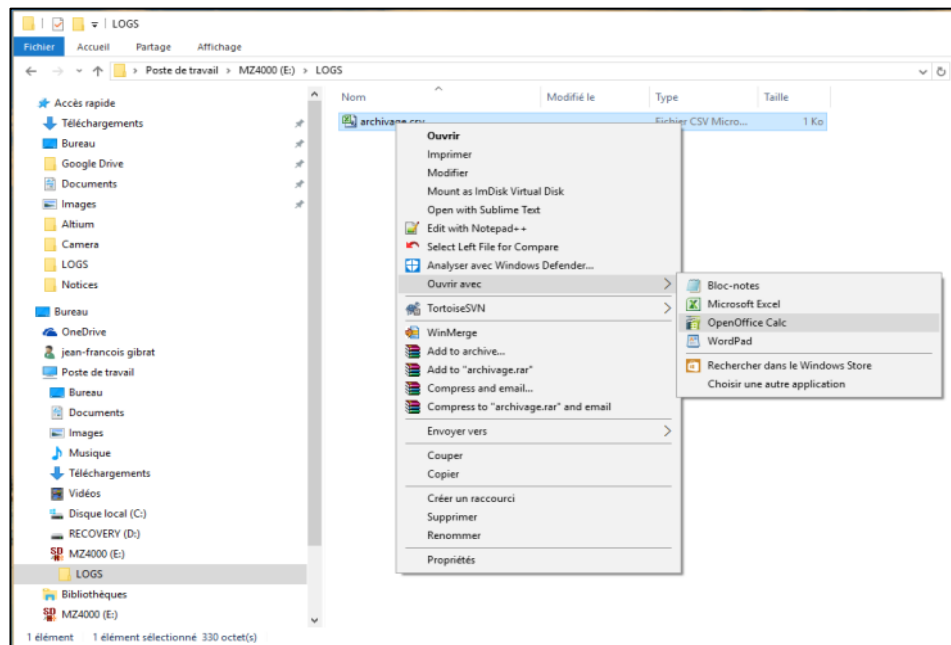 LOGS
Fichier Accueil Partage Affichage
Poste de travail > MZ4000 (E:) > LOGS
Nom Modifié le Type Taille
archivage.csv Fichier CSV Micro... 1 Ko
Accès rapide
Téléchargements
Bureau
Google Drive
Documents
Images
Altium
Camera
LOGS
Notices
Bureau
OneDrive
jean-francois gibrat
Poste de travail
Bureau
Documents
Images
Musique
Téléchargements
Vidéos
Disque local (C:)
RECOVERY (D:)
MZ4000 (E:)
LOGS
Bibliothèques
MZ4000 (E:)
Ouvrir
Imprimer
Modifier
Mount as ImDisk Virtual Disk
Open with Sublime Text
Edit with Notepad++
Select Left File for Compare
Analyser avec Windows Defender...
Ouvrir avec
TortoiseSVN
WinMerge
Add to archive...
Add to "archivage.rar"
Compress and email...
Compress to "archivage.rar" and email
Envoyer vers
Couper
Copier
Créer un raccourci
Supprimer
Renommer
Propriétés
Bloc-notes
Microsoft Excel
OpenOffice Calc
WordPad
Rechercher dans le Windows Store
Choisir une autre application
1 élément 1 élément sélectionné 330 octet(s)